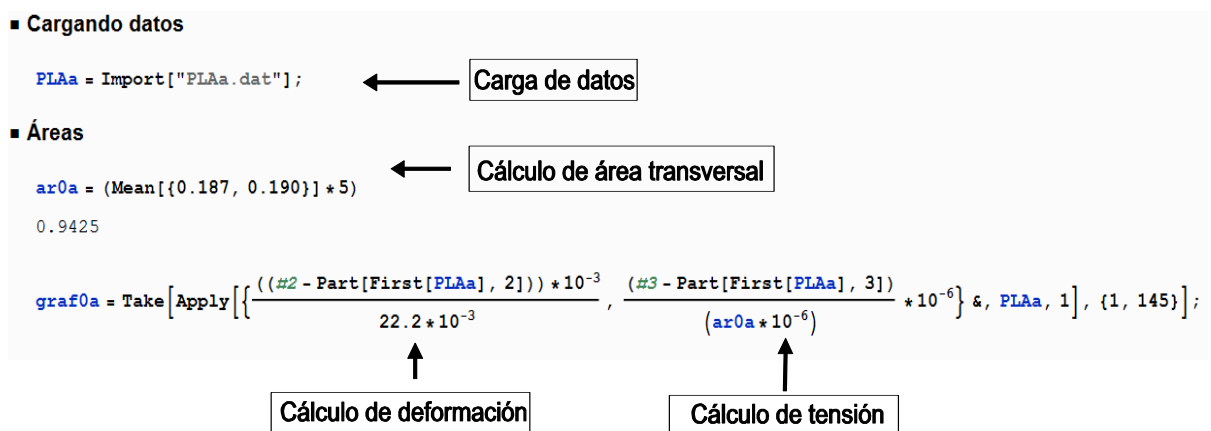 ▪ Cargando datos
PLAa = Import["PLAa.dat"];
Carga de datos
▪ Áreas
Cálculo de área transversal
ar0a = (Mean[{0.187, 0.190}] * 5)
0.9425
graf0a = Take[Apply[{((#2 - Part[First[PLAa], 2])) * 10^-3 / 22.2 * 10^-3, (#3 - Part[First[PLAa], 3]) / (ar0a * 10^-6) * 10^-6} &, PLAa, 1], {1, 145}];
Cálculo de deformación
Cálculo de tensión